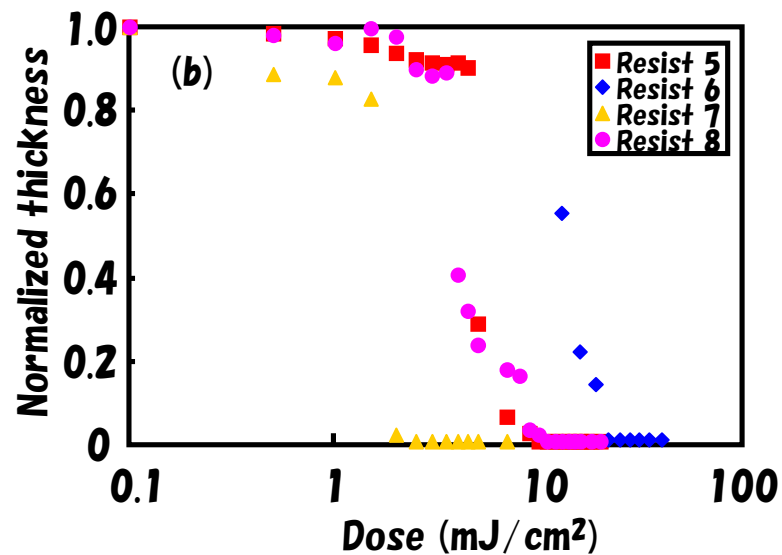 (b)
Resist 5
Resist 6
Resist 7
Resist 8
Normalized thickness
1.0
0.8
0.6
0.4
0.2
0
0.1
1
10
100
Dose (mJ/cm²)